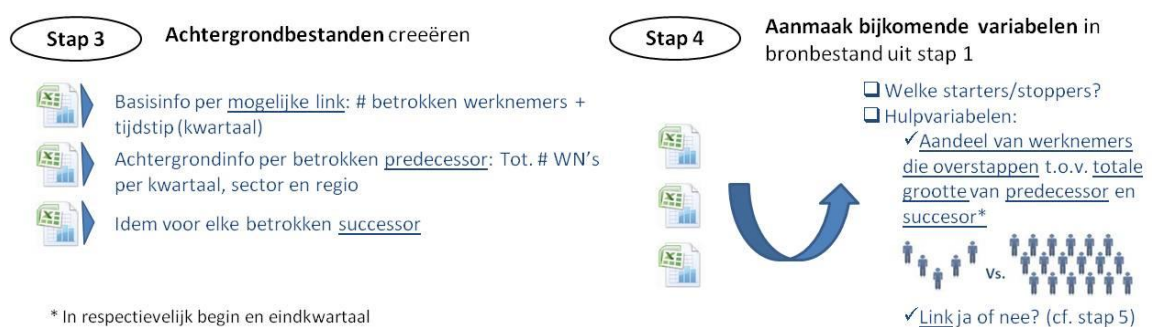 Stap 3
Achtergrondbestanden creeëren
Basisinfo per mogelijke link: # betrokken werknemers +
tijdstip (kwartaal)
Achtergrondinfo per betrokken predecessor: Tot. # WN's
per kwartaal, sector en regio
Idem voor elke betrokken successor
* In respectievelijk begin en eindkwartaal
Stap 4
Aanmaak bijkomende variabelen in
bronbestand uit stap 1
Welke starters/stoppers?
Hulpvariabelen:
✓Aandeel van werknemers
die overstappen t.o.v. totale
grootte van predecessor en
succesor*
Vs.
✓Link ja of nee? (cf. stap 5)